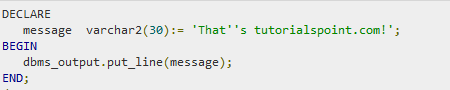 DECLARE
message varchar2(30):= 'That''s tutorialspoint.com!';
BEGIN
dbms_output.put_line(message);
END;